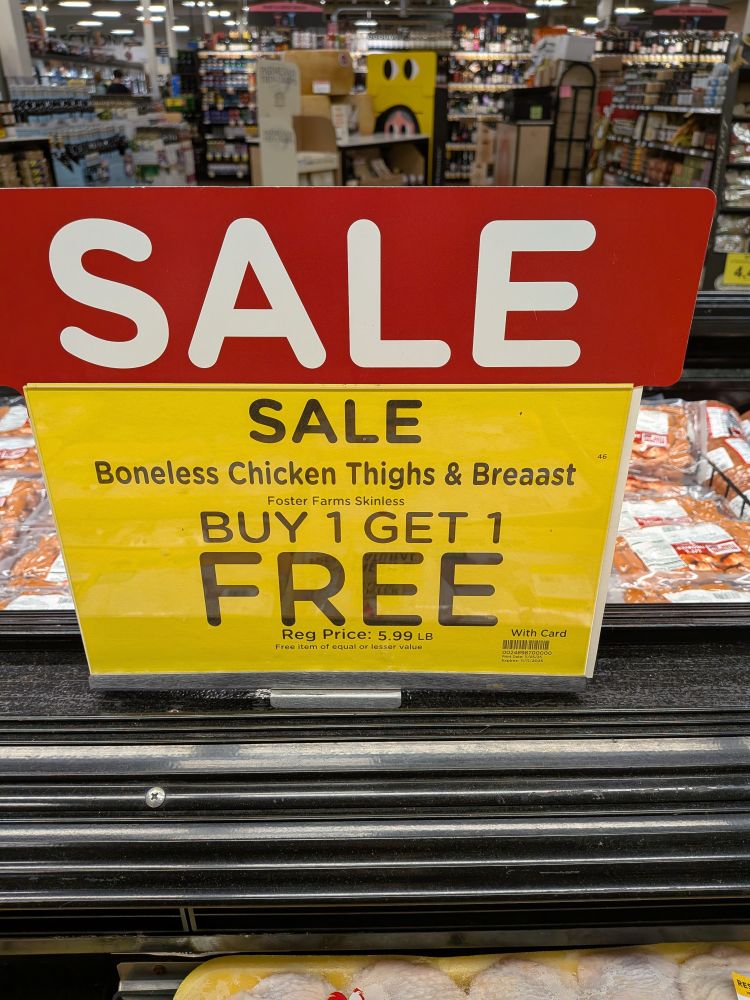 SALE
SALE
46
Boneless Chicken Thighs & Breaast
Foster Farms Skinless
BUY 1 GET 1
FREE
Reg Price: 5.99 LB
With Card
Free item of equal or lesser value